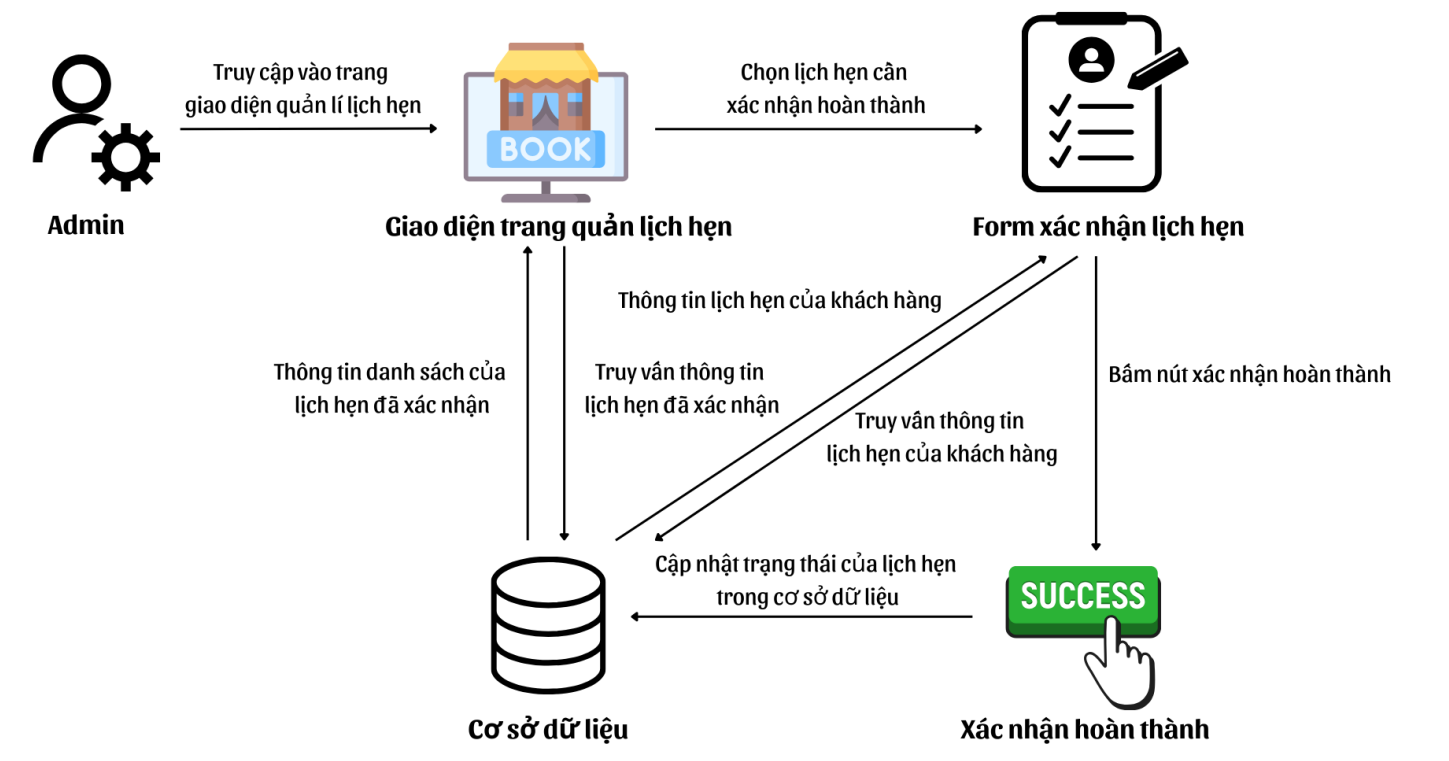 Truy cập vào trang
giao diện quản lí lịch hẹn
BOOK
Chọn lịch hẹn cần
xác nhận hoàn thành
Admin
Giao diện trang quản lịch hẹn
Form xác nhận lịch hẹn
Thông tin lịch hẹn của khách hàng
Thông tin danh sách của
lịch hẹn đã xác nhận
Truy vấn thông tin
lịch hẹn đã xác nhận
Bấm nút xác nhận hoàn thành
Truy vấn thông tin
lịch hẹn của khách hàng
Cập nhật trạng thái của lịch hẹn
trong cơ sở dữ liệu
SUCCESS
Cơ sở dữ liệu
Xác nhận hoàn thành